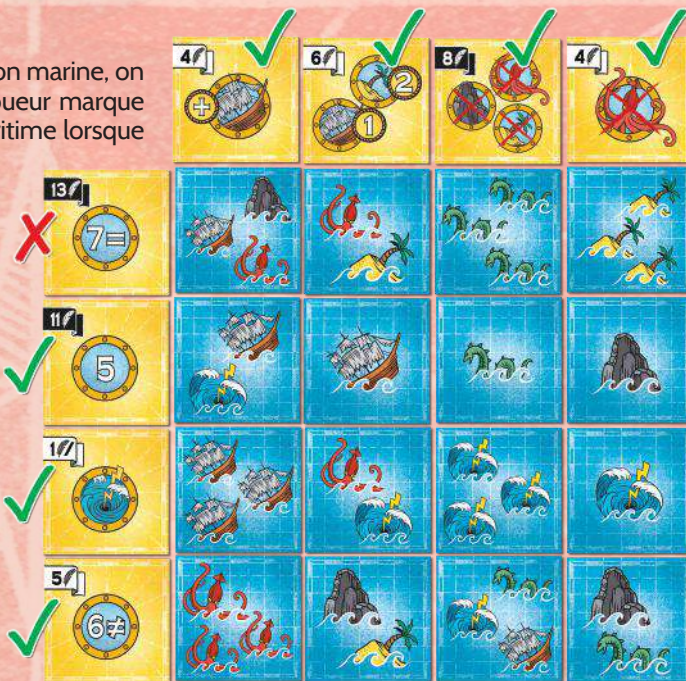 on marine, on
oueur marque
ritime lorsque
4 6 8 4
+ 2
1
13
7=
11
5
1
6≠
5